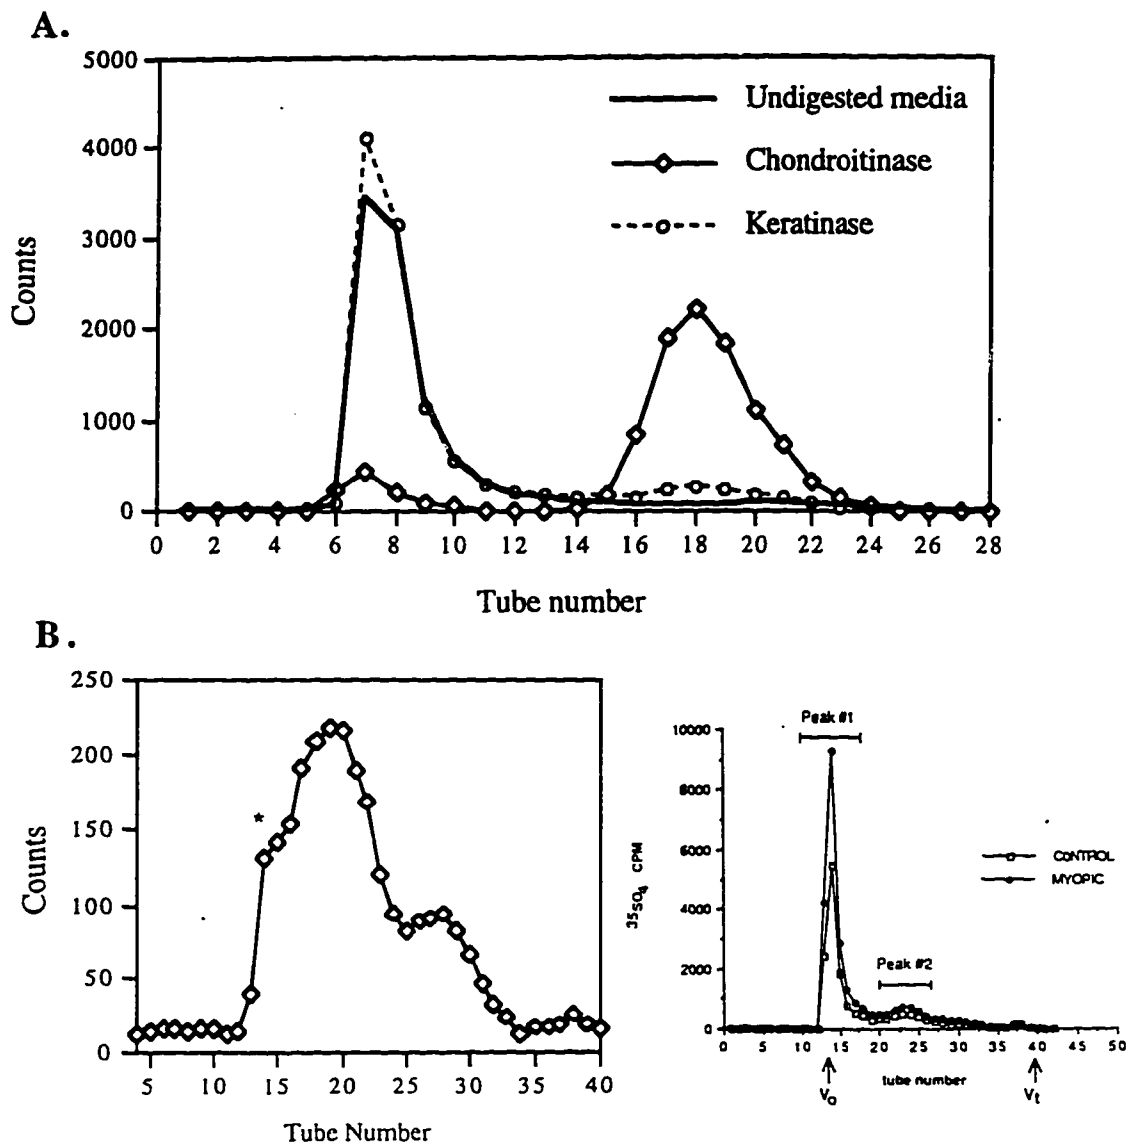 A.
5000
4000
3000
2000
1000
0
Counts
Undigested media
Chondroitinase
Keratinase
0 2 4 6 8 10 12 14 16 18 20 22 24 26 28
Tube number
B.
250
200
150
100
50
0
Counts
*
5 10 15 20 25 30 35 40
Tube Number
Peak #1
10000
8000
6000
4000
2000
0
35SO4 CPM
CONTROL
MYOPIC
Peak #2
0 5 10 15 20 25 30 35 40 45 50
tube number
Vo
Vt